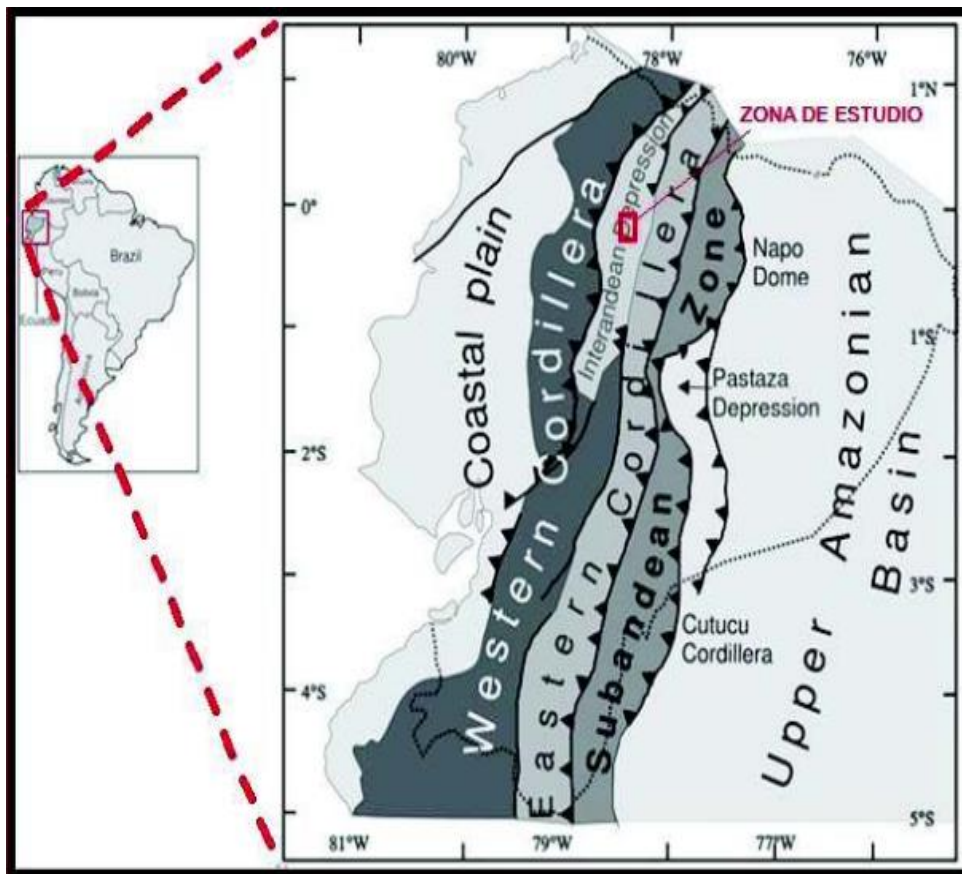 80°W
78°W
76°W
1°N
ZONA DE ESTUDIO
0°
Brazil
Peru
Bolivia
Ecuador
Coastal plain
Western Cordillera
Interandean Depression
Eastern Cordillera
Subandean Zone
Napo
Dome
1°S
Pastaza
Depression
2°S
Upper Amazonian
Basin
3°S
Cutucu
Cordillera
4°S
5°S
81°W
79°W
77°W